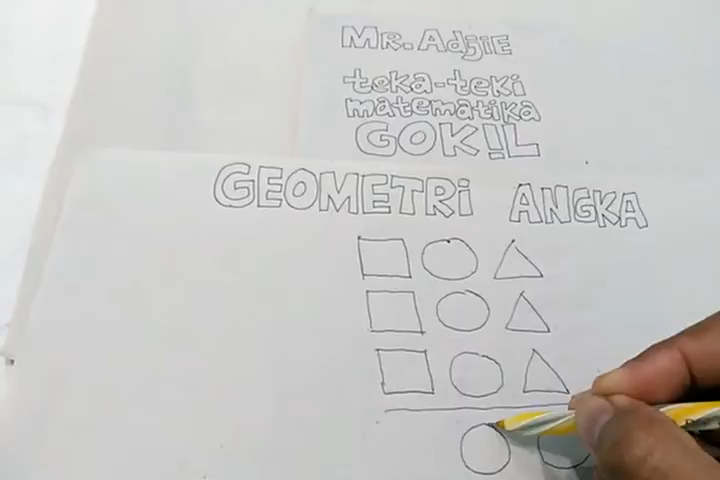 MR. AdjiE
teka-teki
matematika
GOK!L
GEOMETRi ANGKA